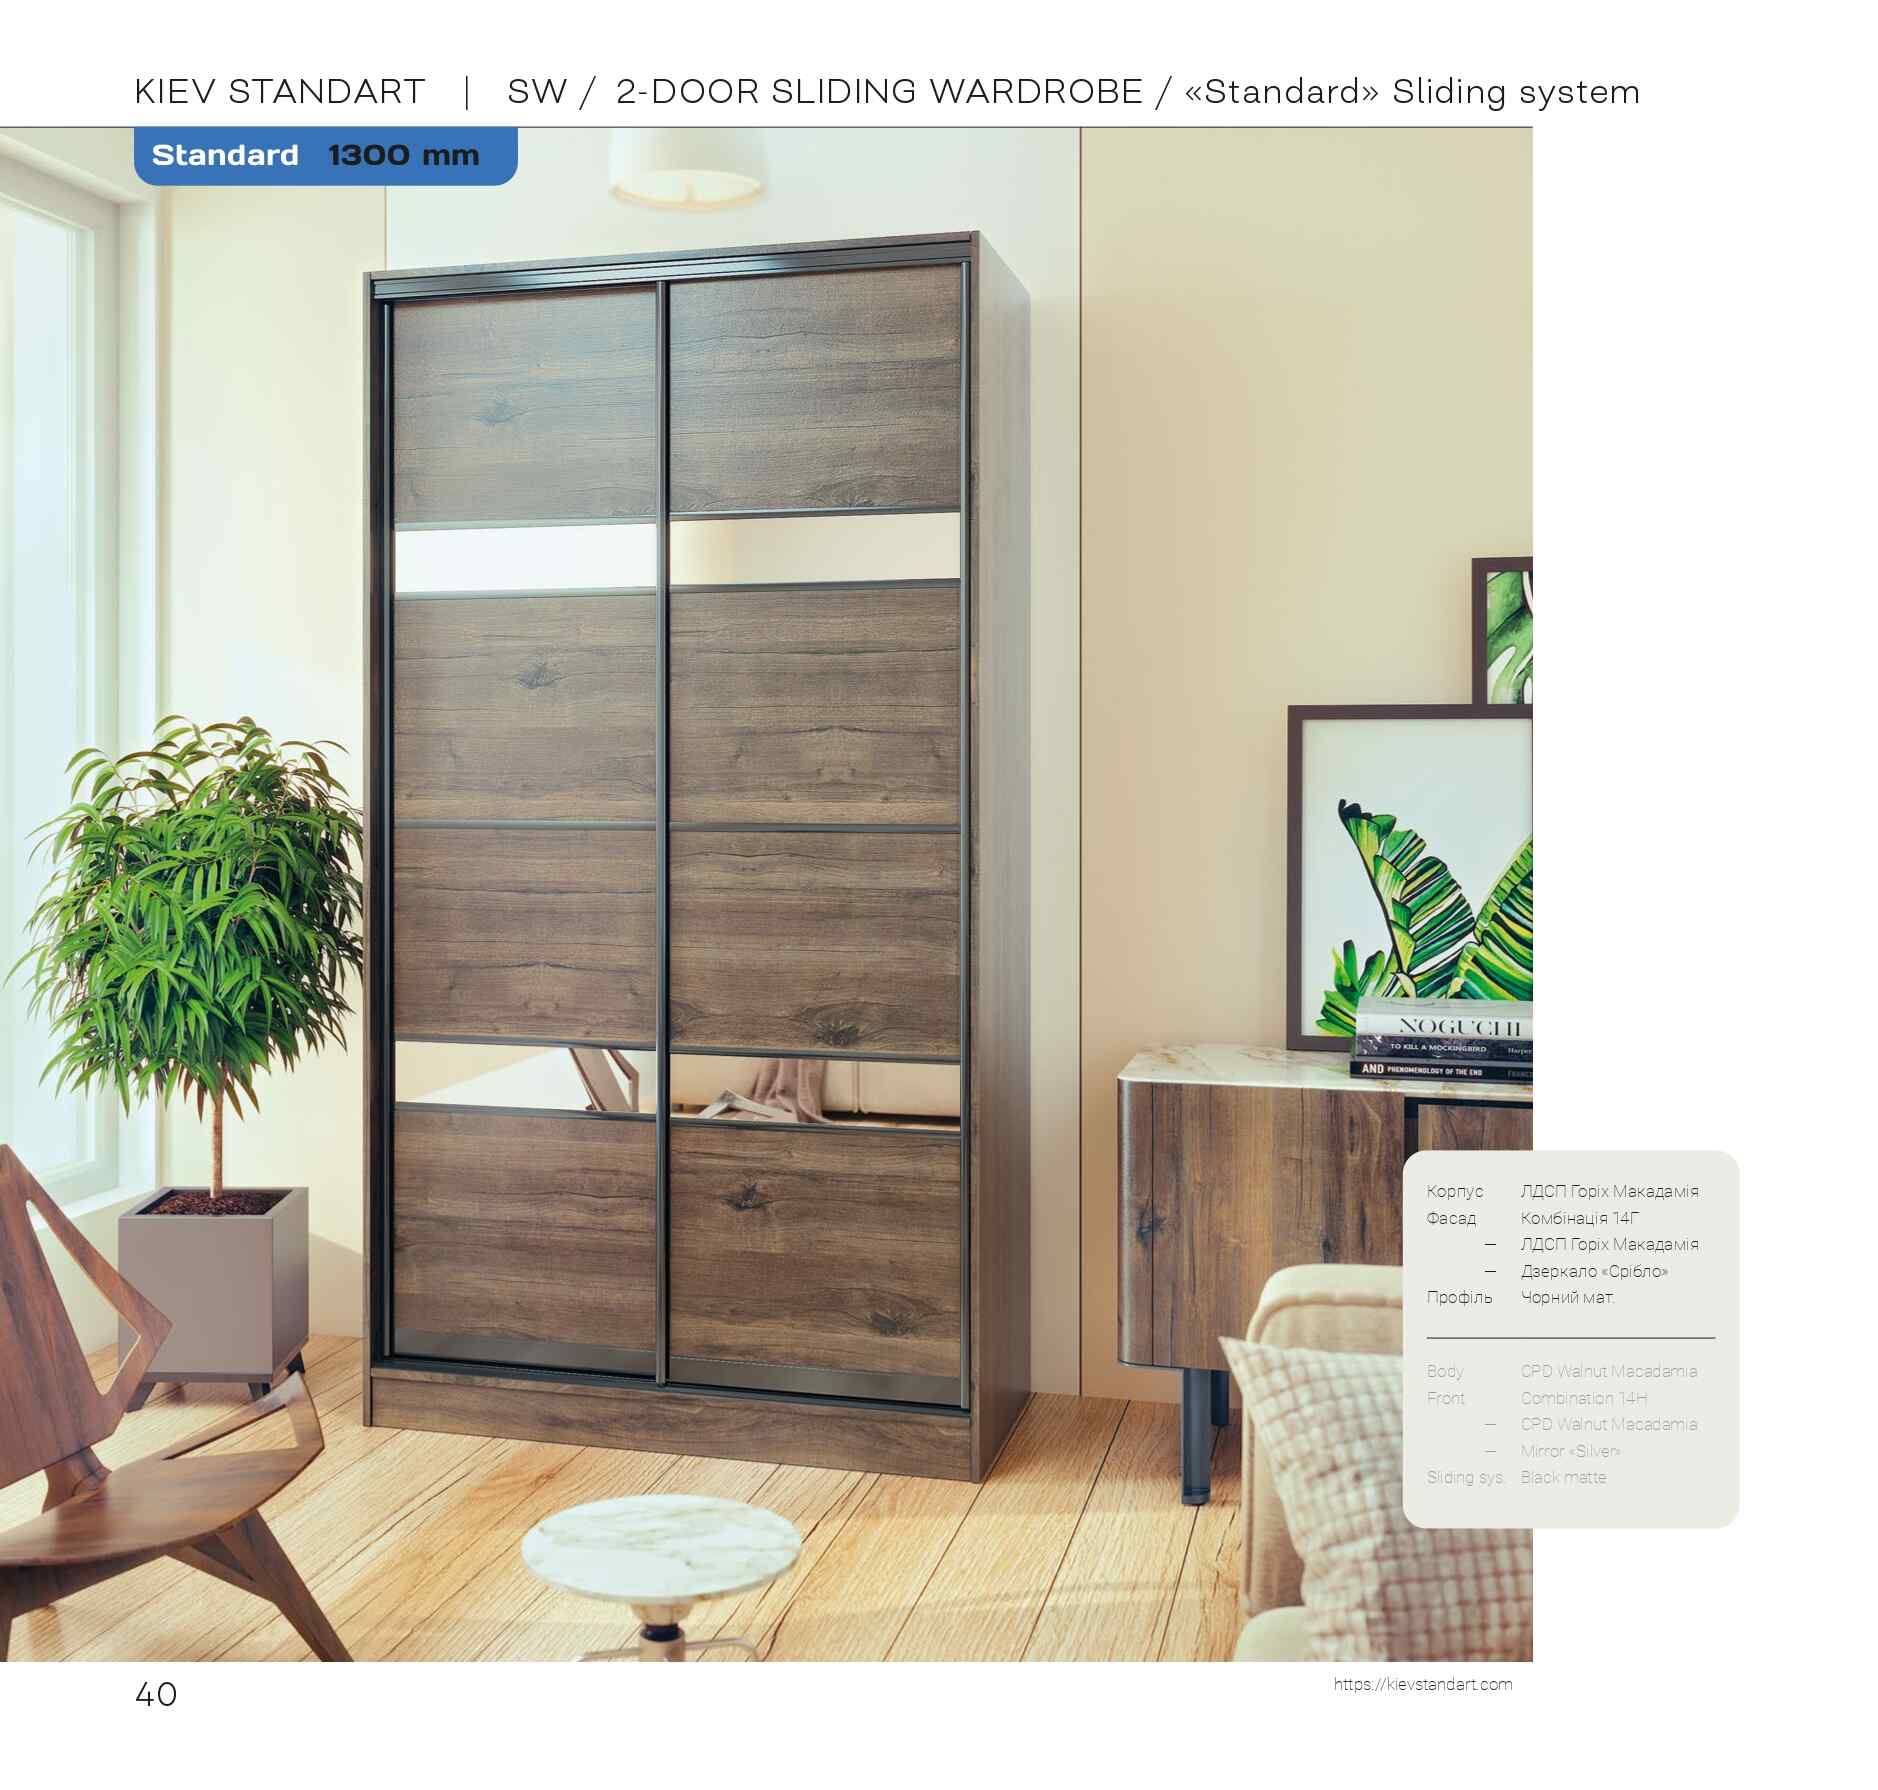 KIEV STANDART | SW / 2-DOOR SLIDING WARDROBE / «Standard» Sliding system
Standard 1300 mm
NOGUCHI
TO KILL A MOCKINGBIRD Harper
AND PHENOMENOLOGY OF THE END FRANCO
Корпус ЛДСП Горіх Макадамія
Фасад Комбінація 14Г
— ЛДСП Горіх Макадамія
— Дзеркало «Срібло»
Профіль Чорний мат.
Body CPD Walnut Macadamia
Front Combination 14H
— CPD Walnut Macadamia
— Mirror «Silver»
Sliding sys. Black matte
40
https://kievstandart.com